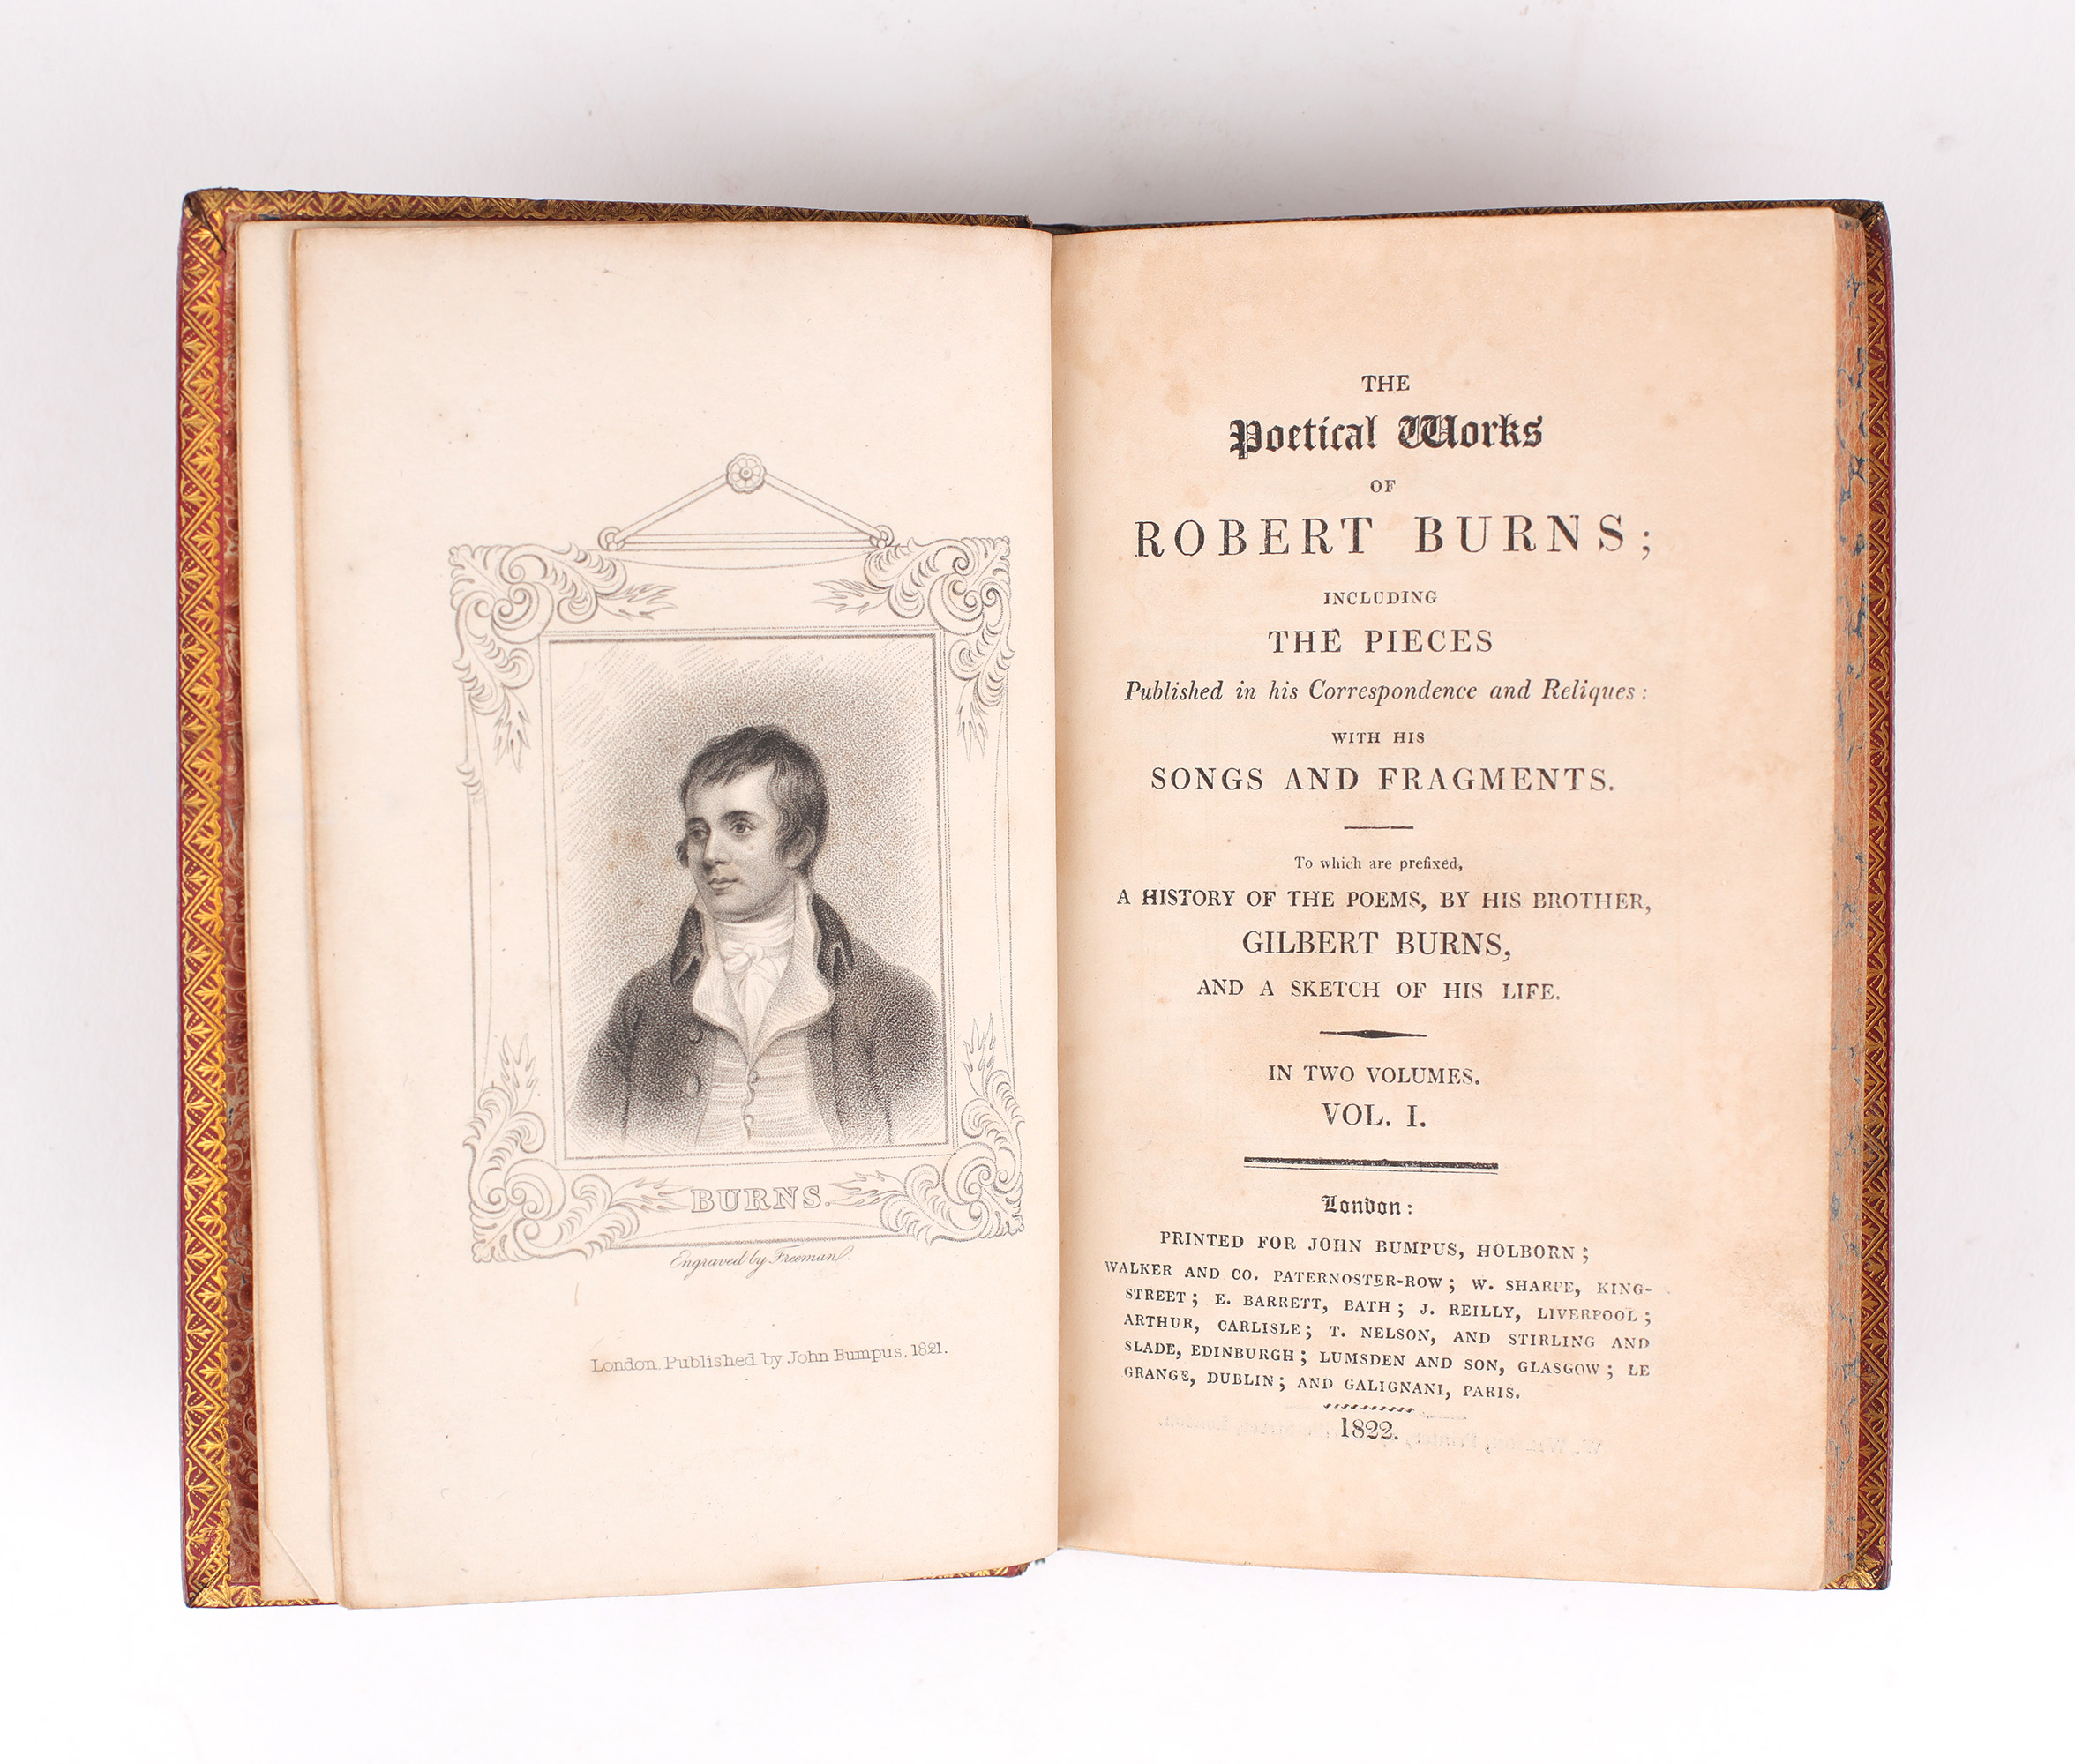 BURNS.
Engraved by Freeman.
London, Published by John Bumpus, 1821.
THE
Poetical Works
OF
ROBERT BURNS;
INCLUDING
THE PIECES
Published in his Correspondence and Reliques:
WITH HIS
SONGS AND FRAGMENTS.
To which are prefixed,
A HISTORY OF THE POEMS, BY HIS BROTHER,
GILBERT BURNS,
AND A SKETCH OF HIS LIFE.
IN TWO VOLUMES.
VOL. I.
London:
PRINTED FOR JOHN BUMPUS, HOLBORN;
WALKER AND CO. PATERNOSTER-ROW; W. SHARPE, KING-
STREET; E. BARRETT, BATH; J. REILLY, LIVERPOOL;
ARTHUR, CARLISLE; T. NELSON, AND STIRLING AND
SLADE, EDINBURGH; LUMSDEN AND SON, GLASGOW; LE
GRANGE, DUBLIN; AND GALIGNANI, PARIS.
1822.